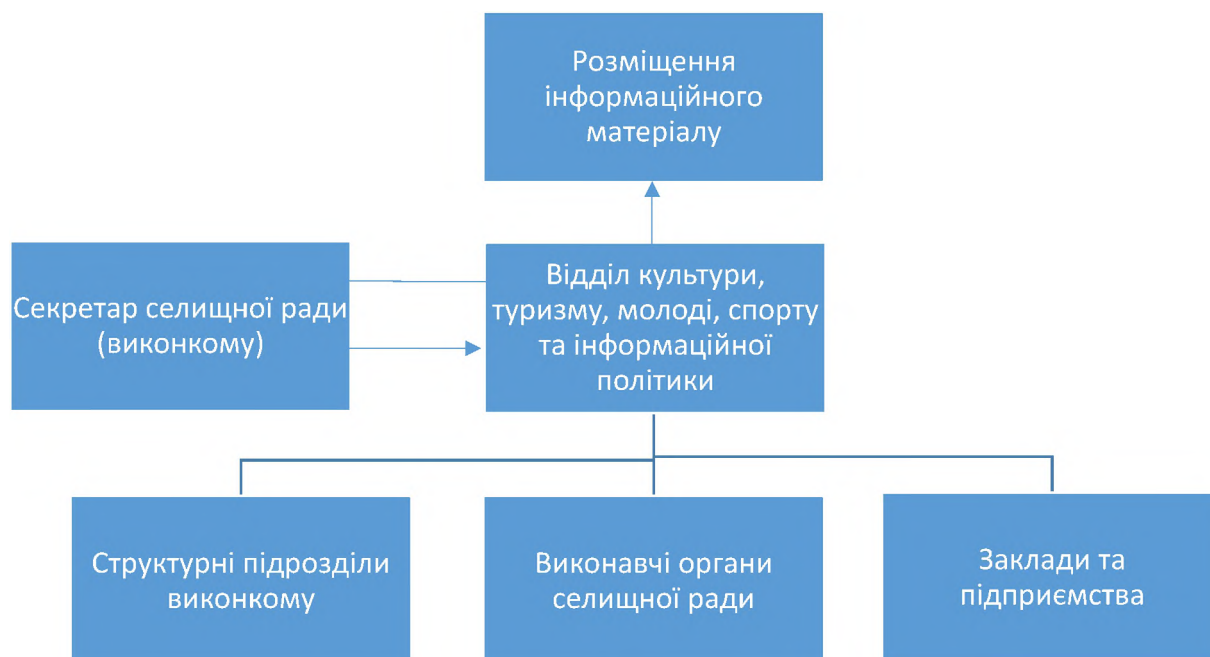 Розміщення
інформаційного
матеріалу
Секретар селищної ради
(виконкому)
Відділ культури,
туризму, молоді, спорту
та інформаційної
політики
Структурні підрозділи
виконкому
Виконавчі органи
селищної ради
Заклади та
підприємства